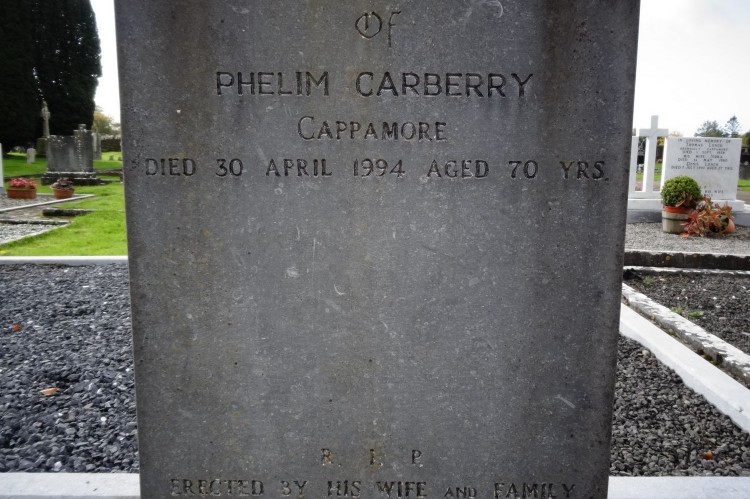 Of
PHELIM CARBERRY
CAPPAMORE
DIED 30 APRIL 1994 AGED 70 YRS.
R. I. P.
ERECTED BY HIS WIFE AND FAMILY